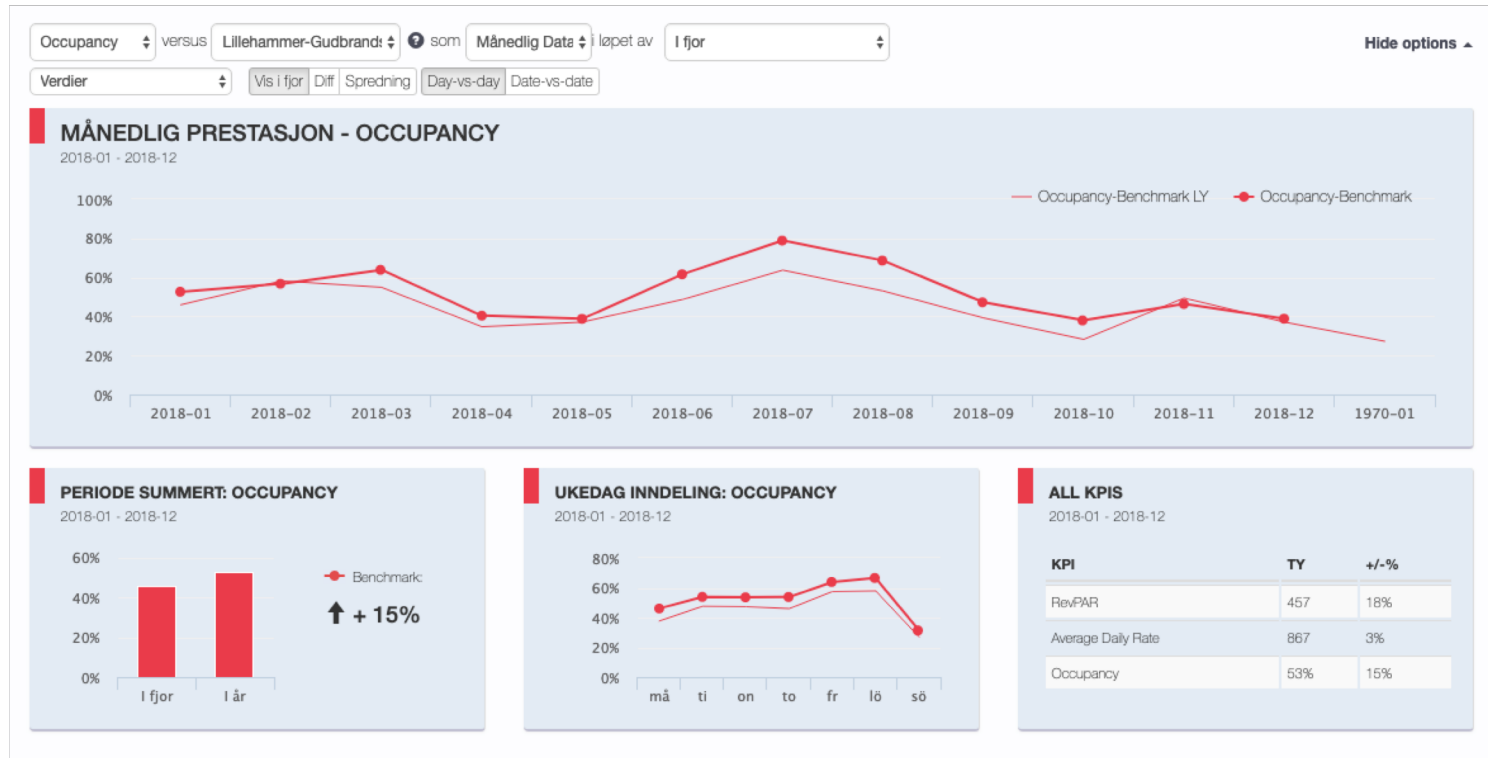 Occupancy versus Lillehammer-Gudbrands ? som Månedlig Data i løpet av I fjor Hide options
Verdier Vis i fjor Diff Spredning Day-vs-day Date-vs-date
MÅNEDLIG PRESTASJON - OCCUPANCY
2018-01 - 2018-12
Occupancy-Benchmark LY Occupancy-Benchmark
100%
80%
60%
40%
20%
0%
2018-01 2018-02 2018-03 2018-04 2018-05 2018-06 2018-07 2018-08 2018-09 2018-10 2018-11 2018-12 1970-01
PERIODE SUMMERT: OCCUPANCY
2018-01 - 2018-12
60%
40%
20%
0%
I fjor I år
Benchmark:
+ 15%
UKEDAG INNDELING: OCCUPANCY
2018-01 - 2018-12
80%
60%
40%
20%
0%
må ti on to fr lö sö
ALL KPIS
2018-01 - 2018-12
KPI TY +/-%
RevPAR 457 18%
Average Daily Rate 867 3%
Occupancy 53% 15%